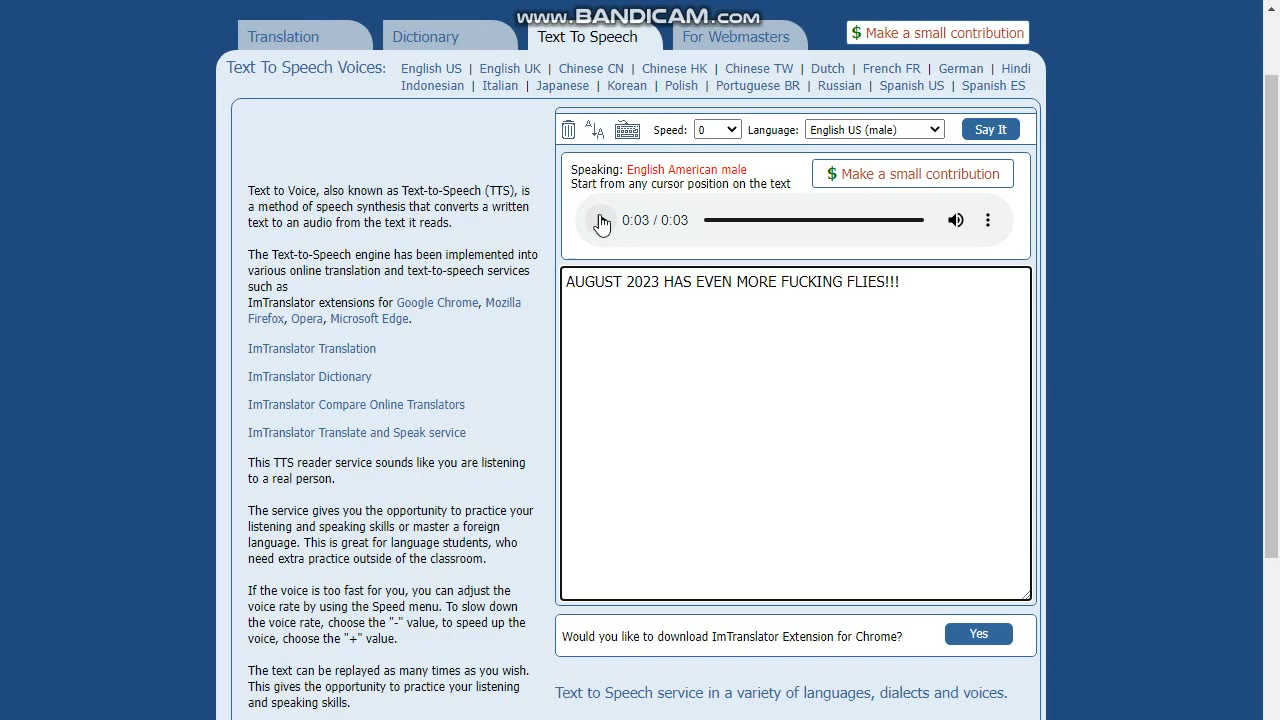 www.BANDICAM.com
Translation
Dictionary
Text To Speech
For Webmasters
$ Make a small contribution
Text To Speech Voices: English US | English UK | Chinese CN | Chinese HK | Chinese TW | Dutch | French FR | German | Hindi
Indonesian | Italian | Japanese | Korean | Polish | Portuguese BR | Russian | Spanish US | Spanish ES
Speed: 0 Language: English US (male) Say It
Speaking: English American male
Start from any cursor position on the text
$ Make a small contribution
0:03 / 0:03
AUGUST 2023 HAS EVEN MORE FUCKING FLIES!!!
Text to Voice, also known as Text-to-Speech (TTS), is
a method of speech synthesis that converts a written
text to an audio from the text it reads.
The Text-to-Speech engine has been implemented into
various online translation and text-to-speech services
such as
ImTranslator extensions for Google Chrome, Mozilla
Firefox, Opera, Microsoft Edge.
ImTranslator Translation
ImTranslator Dictionary
ImTranslator Compare Online Translators
ImTranslator Translate and Speak service
This TTS reader service sounds like you are listening
to a real person.
The service gives you the opportunity to practice your
listening and speaking skills or master a foreign
language. This is great for language students, who
need extra practice outside of the classroom.
If the voice is too fast for you, you can adjust the
voice rate by using the Speed menu. To slow down
the voice rate, choose the "-" value, to speed up the
voice, choose the "+" value.
The text can be replayed as many times as you wish.
This gives the opportunity to practice your listening
and speaking skills.
Would you like to download ImTranslator Extension for Chrome? Yes
Text to Speech service in a variety of languages, dialects and voices.